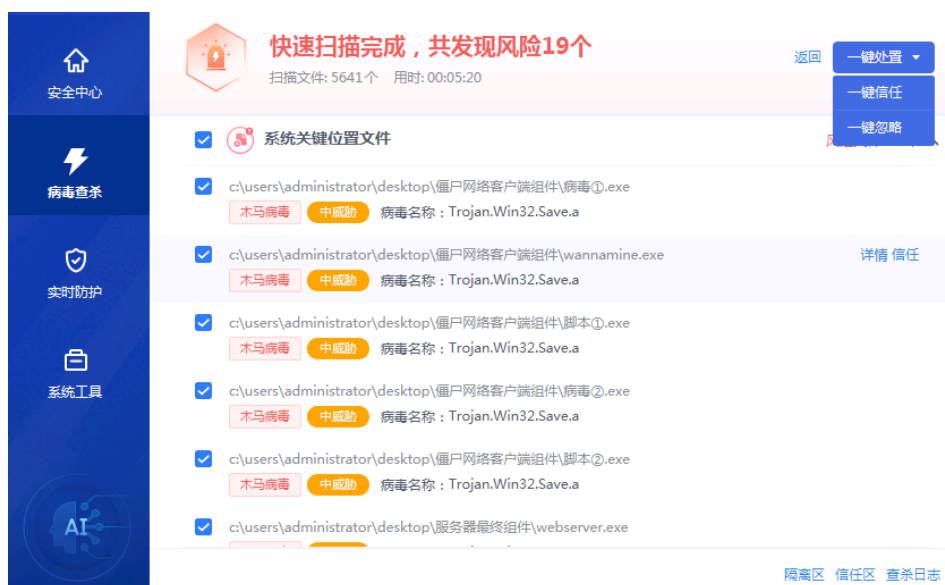 安全中心
病毒查杀
实时防护
系统工具
AI
快速扫描完成，共发现风险19个
扫描文件: 5641个 用时: 00:05:20
返回
一键处置
一键信任
一键忽略
系统关键位置文件
c:\users\administrator\desktop\僵尸网络客户端组件\病毒①.exe
木马病毒 中威胁 病毒名称：Trojan.Win32.Save.a
c:\users\administrator\desktop\僵尸网络客户端组件\wannamine.exe
详情 信任
木马病毒 中威胁 病毒名称：Trojan.Win32.Save.a
c:\users\administrator\desktop\僵尸网络客户端组件\脚本①.exe
木马病毒 中威胁 病毒名称：Trojan.Win32.Save.a
c:\users\administrator\desktop\僵尸网络客户端组件\病毒②.exe
木马病毒 中威胁 病毒名称：Trojan.Win32.Save.a
c:\users\administrator\desktop\僵尸网络客户端组件\脚本②.exe
木马病毒 中威胁 病毒名称：Trojan.Win32.Save.a
c:\users\administrator\desktop\服务器最终组件\webserver.exe
隔离区 信任区 查杀日志